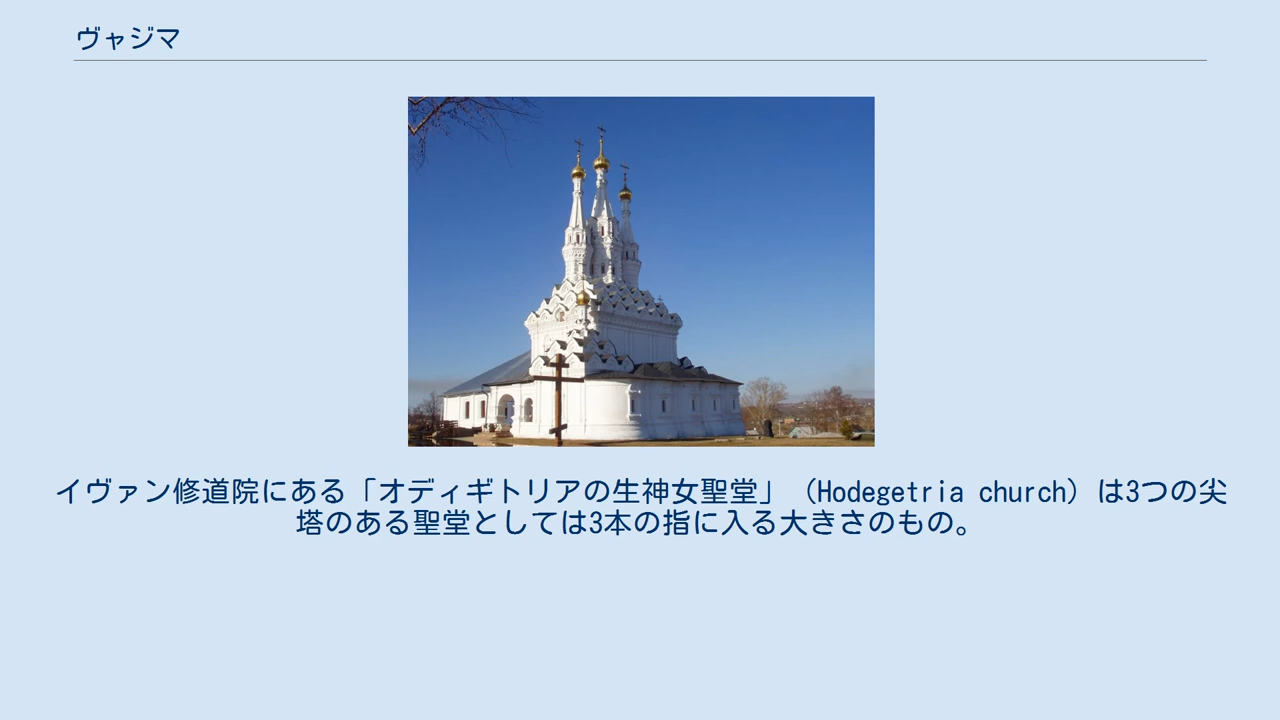 ヴャジマ
イヴァン修道院にある「オディギトリアの生神女聖堂」（Hodegetria church）は3つの尖
塔のある聖堂としては3本の指に入る大きさのもの。